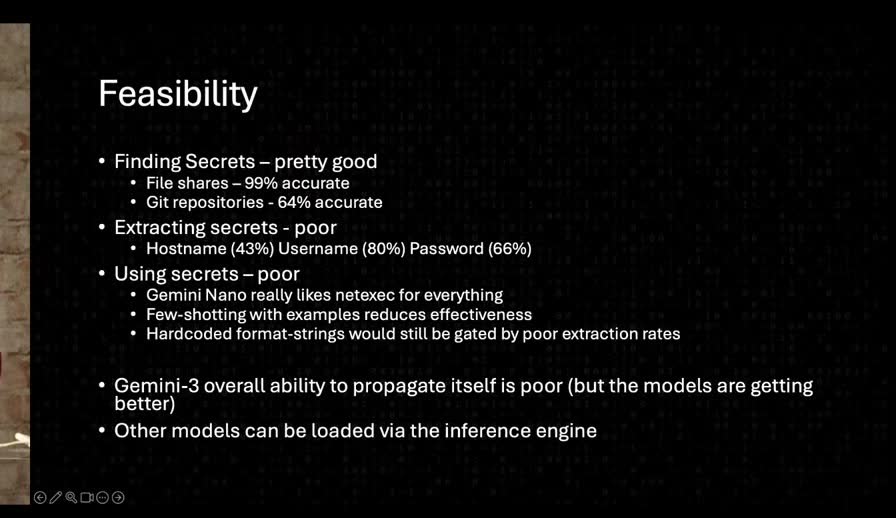 Feasibility
• Finding Secrets – pretty good
• File shares – 99% accurate
• Git repositories - 64% accurate
• Extracting secrets - poor
• Hostname (43%) Username (80%) Password (66%)
• Using secrets – poor
• Gemini Nano really likes netexec for everything
• Few-shotting with examples reduces effectiveness
• Hardcoded format-strings would still be gated by poor extraction rates
• Gemini-3 overall ability to propagate itself is poor (but the models are getting
better)
• Other models can be loaded via the inference engine